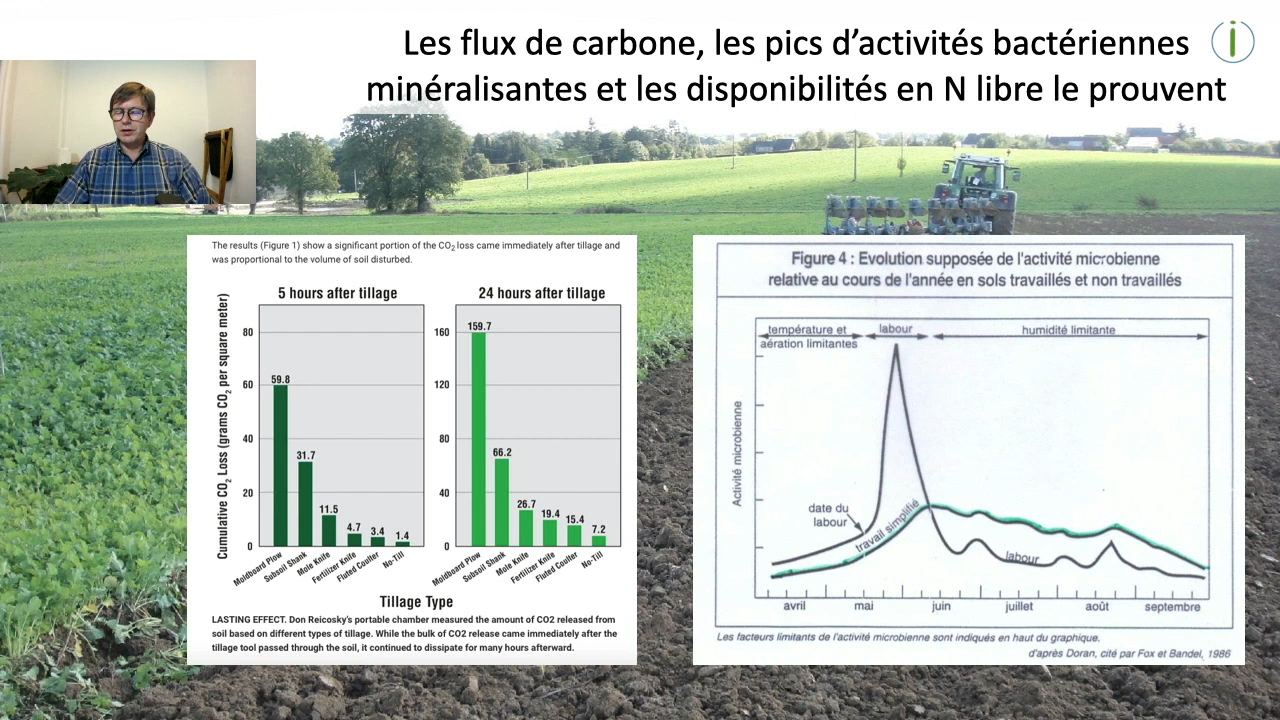 Les flux de carbone, les pics d’activités bactériennes
minéralisantes et les disponibilités en N libre le prouvent
The results (Figure 1) show a significant portion of the CO2 loss came immediately after tillage and
was proportional to the volume of soil disturbed.
5 hours after tillage
24 hours after tillage
Cumulative CO2 Loss (grams CO2 per square meter)
80
60
40
20
0
59.8
31.7
11.5
4.7
3.4
1.4
Moldboard Plow
Subsoil Shank
Mole Knife
Fertilizer Knife
Fluted Coulter
No-Till
160
120
80
40
0
159.7
66.2
26.7
19.4
15.4
7.2
Moldboard Plow
Subsoil Shank
Mole Knife
Fertilizer Knife
Fluted Coulter
No-Till
Tillage Type
LASTING EFFECT. Don Reicosky's portable chamber measured the amount of CO2 released from
soil based on different types of tillage. While the bulk of CO2 release came immediately after the
tillage tool passed through the soil, it continued to dissipate for many hours afterward.
Figure 4 : Evolution supposée de l'activité microbienne
relative au cours de l'année en sols travaillés et non travaillés
température et
aération limitantes
labour
humidité limitante
Activité microbienne
date du
labour
travail simplifié
labour
avril
mai
juin
juillet
août
septembre
Les facteurs limitants de l'activité microbienne sont indiqués en haut du graphique.
d'après Doran, cité par Fox et Bandel, 1986